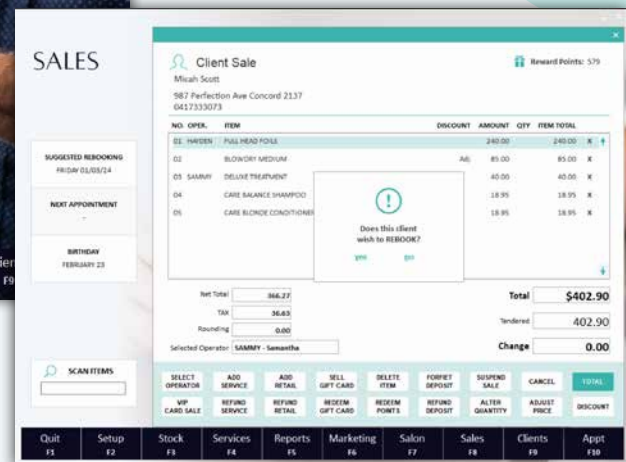 SALES
Client Sale
Reward Points: 579
Micah Scott
987 Perfection Ave Concord 2137
0417333073
NO. OPER. ITEM DISCOUNT AMOUNT QTY ITEM TOTAL
01 HAYDEN FULL HEAD FOILS 240.00 240.00 X
02 BLOWDRY MEDIUM Adj 85.00 85.00 X
03 SAMMY DELUXE TREATMENT 40.00 40.00 X
04 CARE BALANCE SHAMPOO 18.95 18.95 X
05 CARE BLONDE CONDITIONER 18.95 18.95 X
SUGGESTED REBOOKING
FRIDAY 01/03/24
NEXT APPOINTMENT
-
BIRTHDAY
FEBRUARY 23
Does this client
wish to REBOOK?
yes no
Net Total 366.27
TAX 36.63
Rounding 0.00
Selected Operator SAMMY - Samantha
Total $402.90
Tendered 402.90
Change 0.00
SCAN ITEMS
SELECT OPERATOR ADD SERVICE ADD RETAIL SELL GIFT CARD DELETE ITEM FORFIET DEPOSIT SUSPEND SALE CANCEL TOTAL
VIP CARD SALE REFUND SERVICE REFUND RETAIL REDEEM GIFT CARD REDEEM POINTS REFUND DEPOSIT ALTER QUANTITY ADJUST PRICE DISCOUNT
Quit Setup Stock Services Reports Marketing Salon Sales Clients Appt
F1 F2 F3 F4 F5 F6 F7 F8 F9 F10
F9